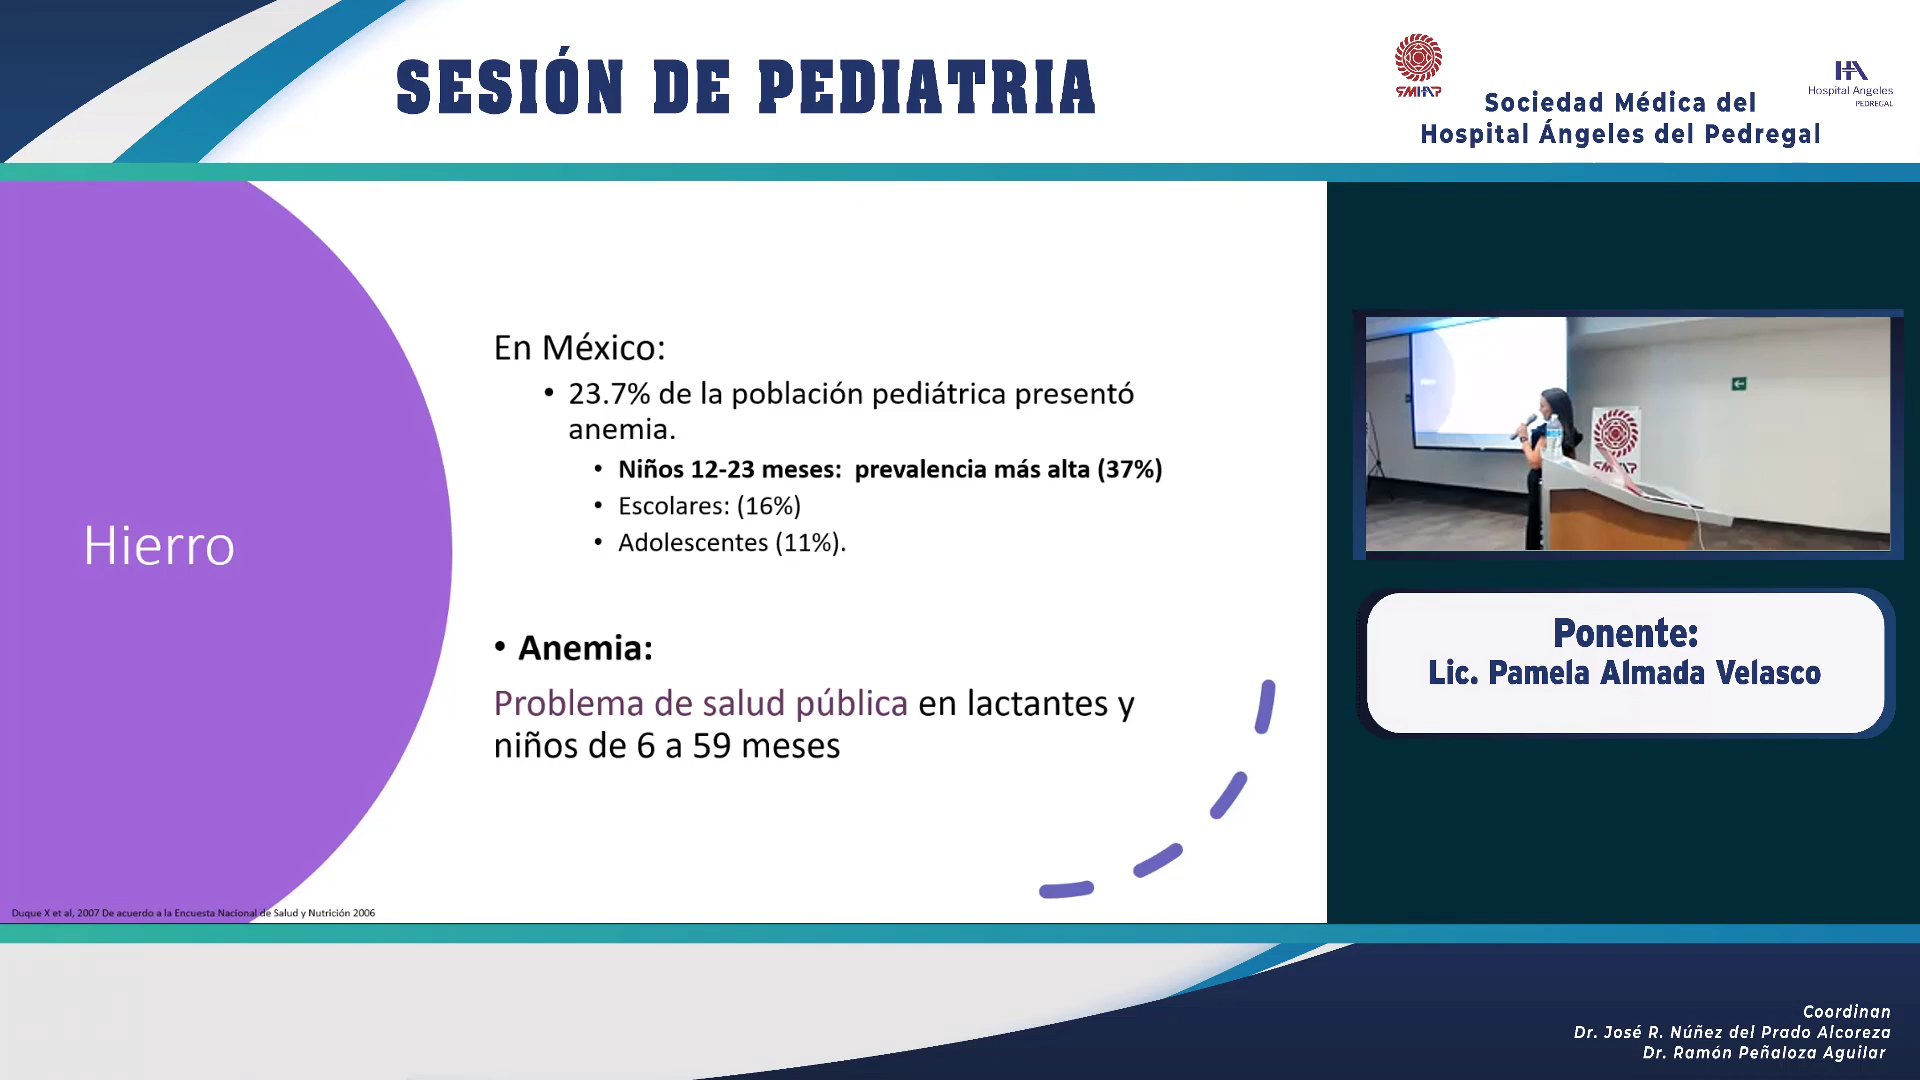 SESIÓN DE PEDIATRIA
SMHAP
Sociedad Médica del
Hospital Ángeles del Pedregal
HA
Hospital Angeles
PEDREGAL
Hierro
En México:
• 23.7% de la población pediátrica presentó
anemia.
• Niños 12-23 meses: prevalencia más alta (37%)
• Escolares: (16%)
• Adolescentes (11%).
• Anemia:
Problema de salud pública en lactantes y
niños de 6 a 59 meses
Duque X et al, 2007 De acuerdo a la Encuesta Nacional de Salud y Nutrición 2006
SMHAP
Ponente:
Lic. Pamela Almada Velasco
Coordinan
Dr. José R. Núñez del Prado Alcoreza
Dr. Ramón Peñaloza Aguilar